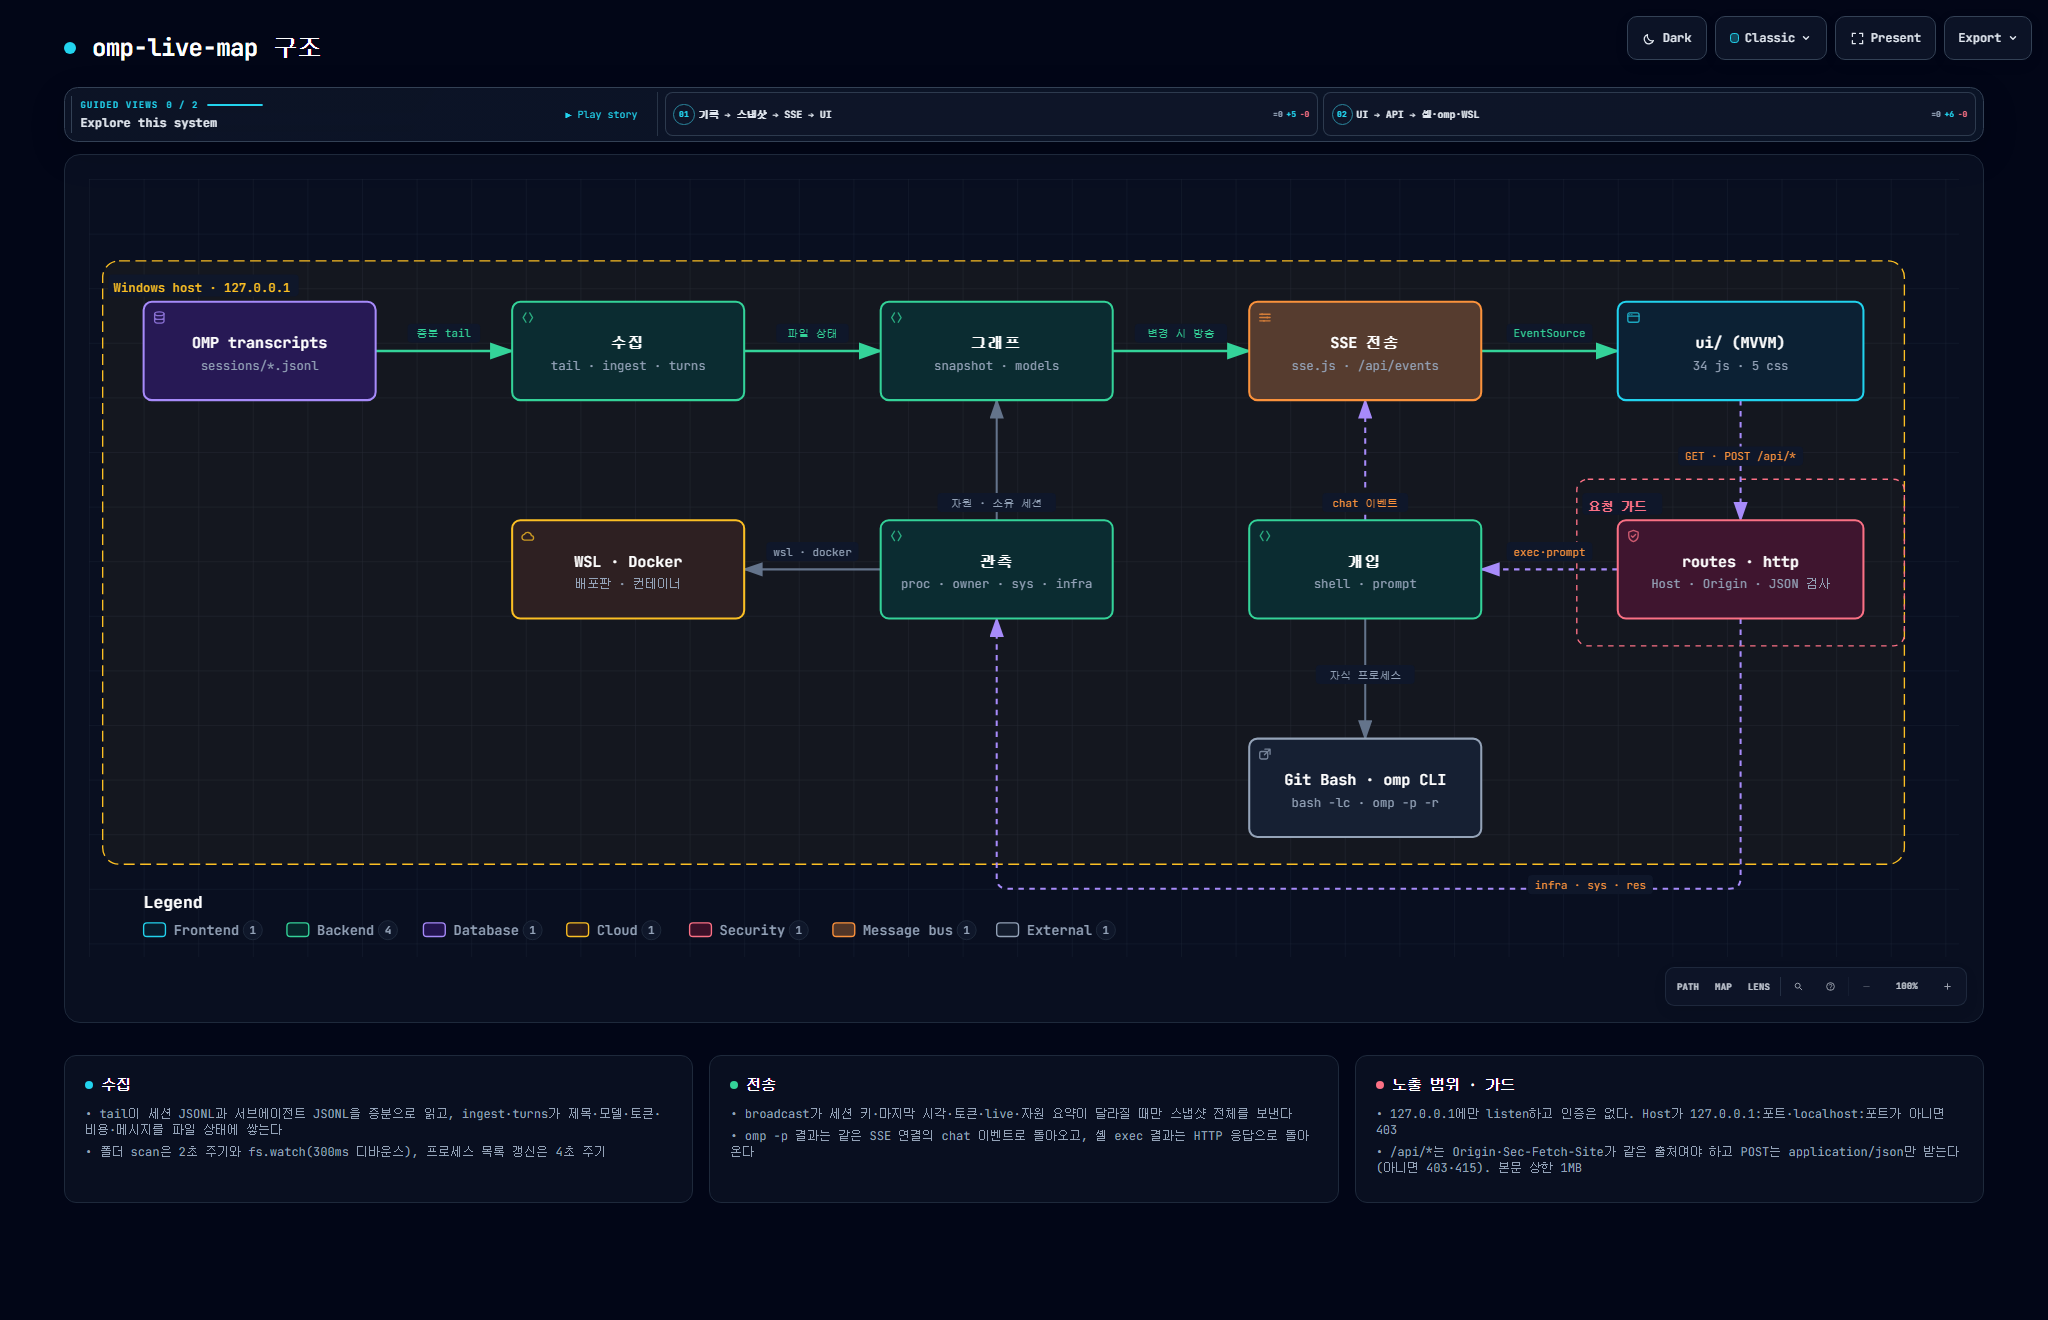 omp-live-map 구조
Dark
Classic
Present
Export
GUIDED VIEWS 0 / 2
Explore this system
▶ Play story
01 기록 → 스냅샷 → SSE → UI
=0 +5 -0
02 UI → API → 셸·omp·WSL
=0 +6 -0
Windows host · 127.0.0.1
OMP transcripts
sessions/*.jsonl
증분 tail
수집
tail · ingest · turns
파일 상태
그래프
snapshot · models
변경 시 방송
SSE 전송
sse.js · /api/events
EventSource
ui/ (MVVM)
34 js · 5 css
GET · POST /api/*
자원 · 소유 세션
chat 이벤트
요청 가드
WSL · Docker
배포판 · 컨테이너
wsl · docker
관측
proc · owner · sys · infra
개입
shell · prompt
exec·prompt
routes · http
Host · Origin · JSON 검사
자식 프로세스
Git Bash · omp CLI
bash -lc · omp -p -r
infra · sys · res
Legend
Frontend 1
Backend 4
Database 1
Cloud 1
Security 1
Message bus 1
External 1
PATH
MAP
LENS
−
100%
+
수집
• tail이 세션 JSONL과 서브에이전트 JSONL을 증분으로 읽고, ingest·turns가 제목·모델·토큰·
비용·메시지를 파일 상태에 쌓는다
• 폴더 scan은 2초 주기와 fs.watch(300ms 디바운스), 프로세스 목록 갱신은 4초 주기
전송
• broadcast가 세션 키·마지막 시각·토큰·live·자원 요약이 달라질 때만 스냅샷 전체를 보낸다
• omp -p 결과는 같은 SSE 연결의 chat 이벤트로 돌아오고, 셸 exec 결과는 HTTP 응답으로 돌아
온다
노출 범위 · 가드
• 127.0.0.1에만 listen하고 인증은 없다. Host가 127.0.0.1:포트·localhost:포트가 아니면
403
• /api/*는 Origin·Sec-Fetch-Site가 같은 출처여야 하고 POST는 application/json만 받는다
(아니면 403·415). 본문 상한 1MB